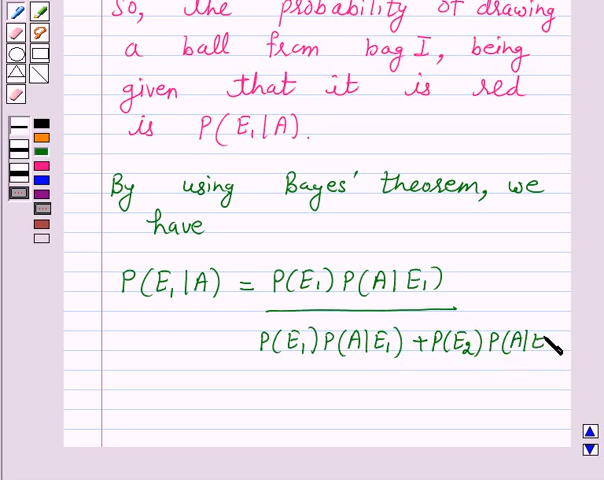 So, the probability of drawing
a ball from bag I, being
given that it is red
is P(E₁|A).
By using Bayes' theorem, we
have
P(E₁|A) = P(E₁)P(A|E₁)
P(E₁)P(A|E₁)+P(E₂)P(A|E